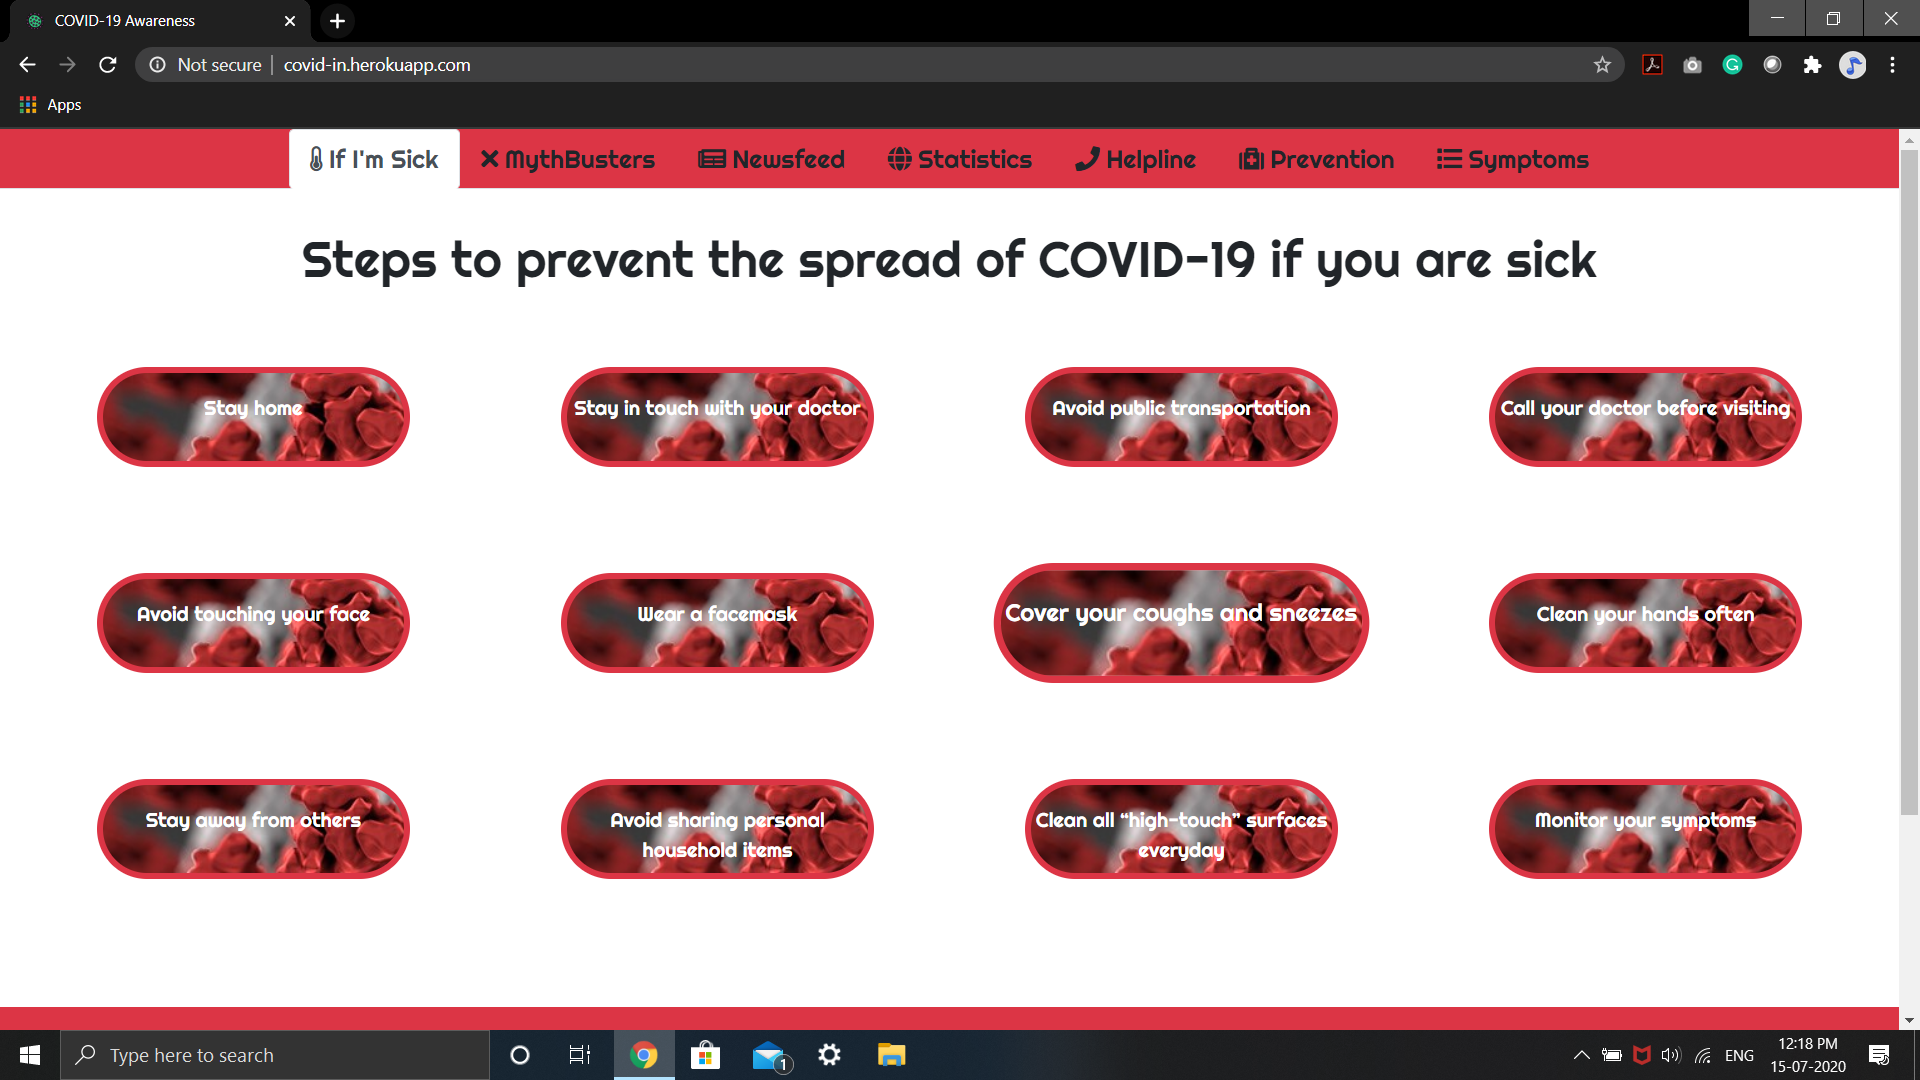 COVID-19 Awareness
Not secure
covid-in.herokuapp.com
Apps
If I'm Sick
MythBusters
Newsfeed
Statistics
Helpline
Prevention
Symptoms
Steps to prevent the spread of COVID-19 if you are sick
Stay home
Stay in touch with your doctor
Avoid public transportation
Call your doctor before visiting
Avoid touching your face
Wear a facemask
Cover your coughs and sneezes
Clean your hands often
Stay away from others
Avoid sharing personal
household items
Clean all “high-touch” surfaces
everyday
Monitor your symptoms
Type here to search
1
ENG
12:18 PM
15-07-2020